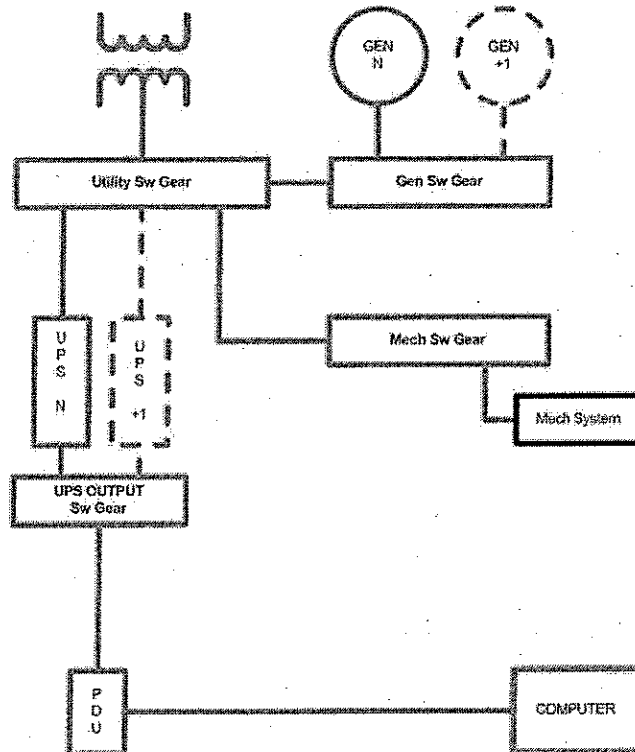 GEN
N
GEN
+1
Utility Sw Gear
Gen Sw Gear
U
P
S
N
U
P
S
+1
Mech Sw Gear
Mech System
UPS OUTPUT
Sw Gear
P
D
U
COMPUTER